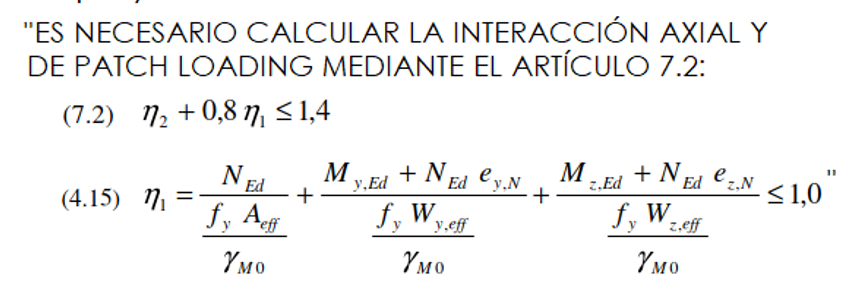 "ES NECESARIO CALCULAR LA INTERACCIÓN AXIAL Y
DE PATCH LOADING MEDIANTE EL ARTÍCULO 7.2:
(7.2) η₂ + 0,8 η₁ ≤ 1,4
(4.15) η₁ = N_Ed / (f_y A_eff / γ_M0) + (M_y,Ed + N_Ed e_y,N) / (f_y W_y,eff / γ_M0) + (M_z,Ed + N_Ed e_z,N) / (f_y W_z,eff / γ_M0) ≤ 1,0"